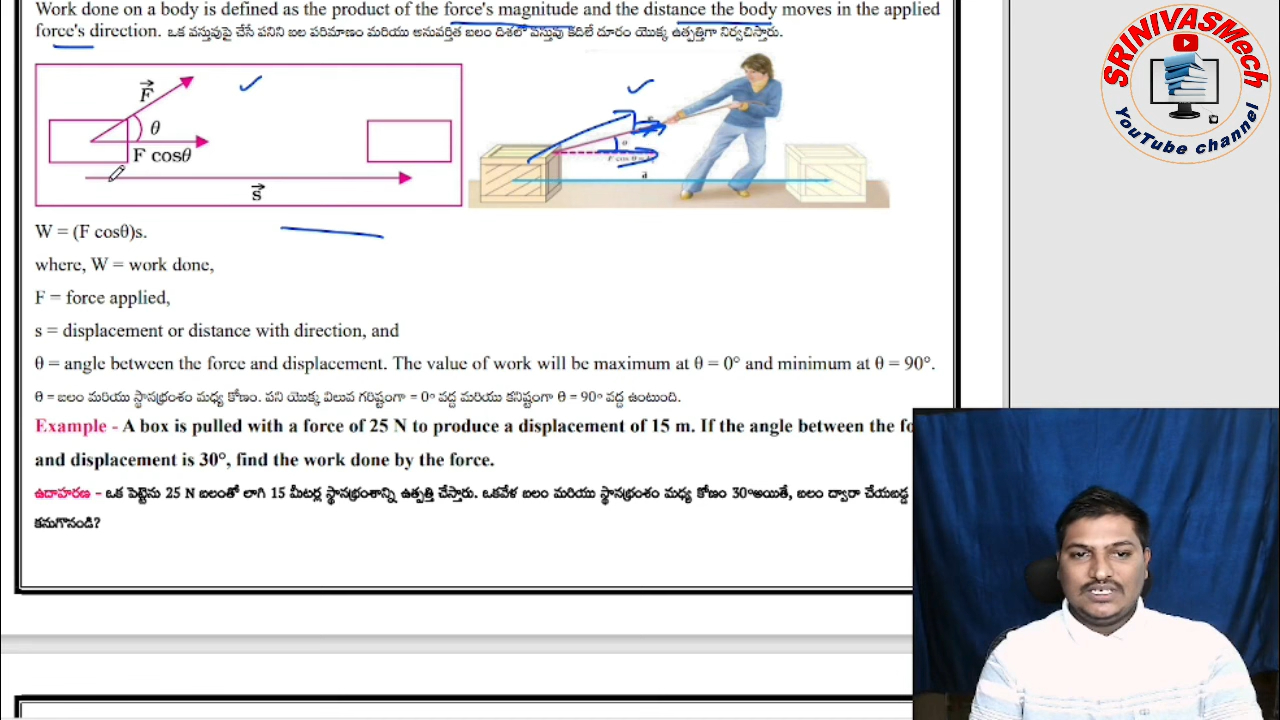 Work done on a body is defined as the product of the force's magnitude and the distance the body moves in the applied
force's direction. ఒక వస్తువుపై చేసే పనిని బల పరిమాణం మరియు అనువర్తిత బలం దిశలో వస్తువు కదిలే దూరం యొక్క ఉత్పత్తిగా నిర్వచిస్తారు.
SRINIVASMech
YouTube channel
F
θ
F cosθ
s
θ
F cos θ
a
W = (F cosθ)s.
where, W = work done,
F = force applied,
s = displacement or distance with direction, and
θ = angle between the force and displacement. The value of work will be maximum at θ = 0° and minimum at θ = 90°.
θ = బలం మరియు స్థానభ్రంశం మధ్య కోణం. పని యొక్క విలువ గరిష్టంగా = 0° వద్ద మరియు కనిష్టంగా θ = 90° వద్ద ఉంటుంది.
Example - A box is pulled with a force of 25 N to produce a displacement of 15 m. If the angle between the fo
and displacement is 30°, find the work done by the force.
ఉదాహరణ - ఒక పెట్టెను 25 N బలంతో లాగి 15 మీటర్ల స్థానభ్రంశాన్ని ఉత్పత్తి చేస్తారు. ఒకవేళ బలం మరియు స్థానభ్రంశం మధ్య కోణం 30°అయితే, బలం ద్వారా చేయబడ్డ
కనుగొనండి?